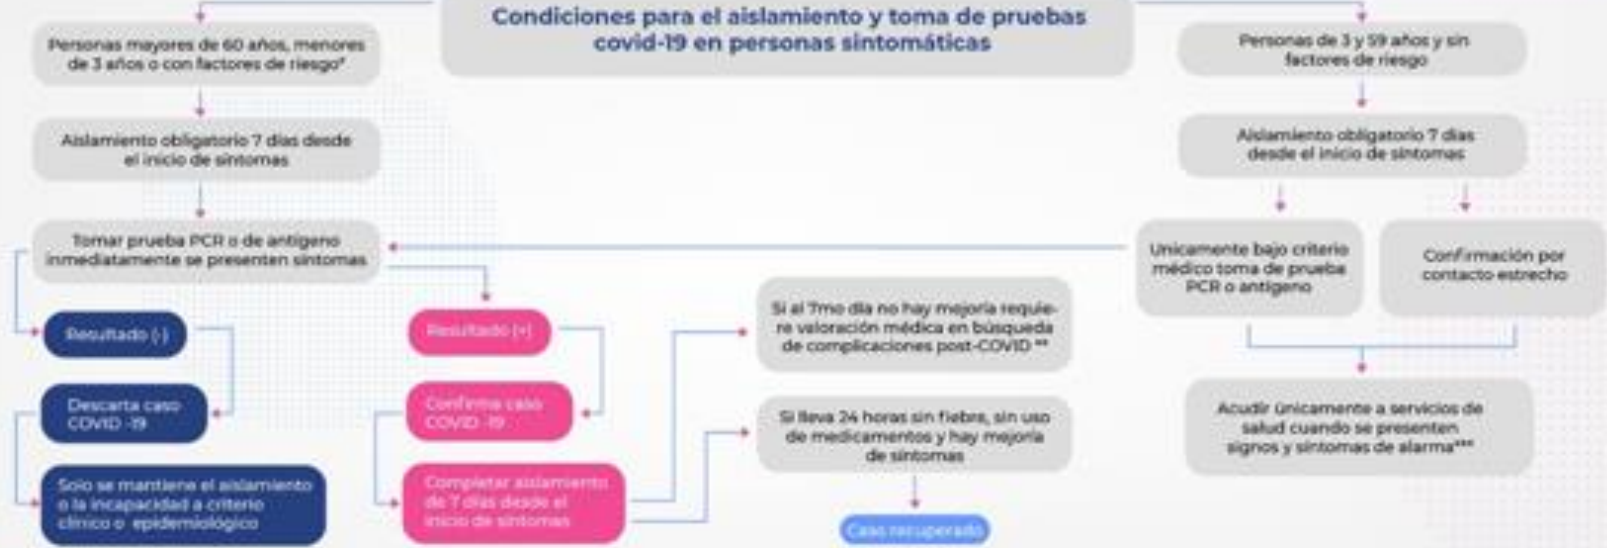 Condiciones para el aislamiento y toma de pruebas
covid-19 en personas sintomáticas
Personas mayores de 60 años, menores
de 3 años o con factores de riesgo*
Aislamiento obligatorio 7 días desde
el inicio de síntomas
Tomar prueba PCR o de antígeno
inmediatamente se presenten síntomas
Resultado (-)
Descarta caso
COVID -19
Solo se mantiene el aislamiento
o la incapacidad a criterio
clínico o epidemiológico
Resultado (+)
Confirma caso
COVID -19
Completar aislamiento
de 7 días desde el
inicio de síntomas
Si al 7mo día no hay mejoría requie-
re valoración médica en búsqueda
de complicaciones post-COVID **
Si lleva 24 horas sin fiebre, sin uso
de medicamentos y hay mejoría
de síntomas
Caso recuperado
Personas de 3 y 59 años y sin
factores de riesgo
Aislamiento obligatorio 7 días
desde el inicio de síntomas
Unicamente bajo criterio
médico toma de prueba
PCR o antígeno
Confirmación por
contacto estrecho
Acudir únicamente a servicios de
salud cuando se presenten
signos y síntomas de alarma***